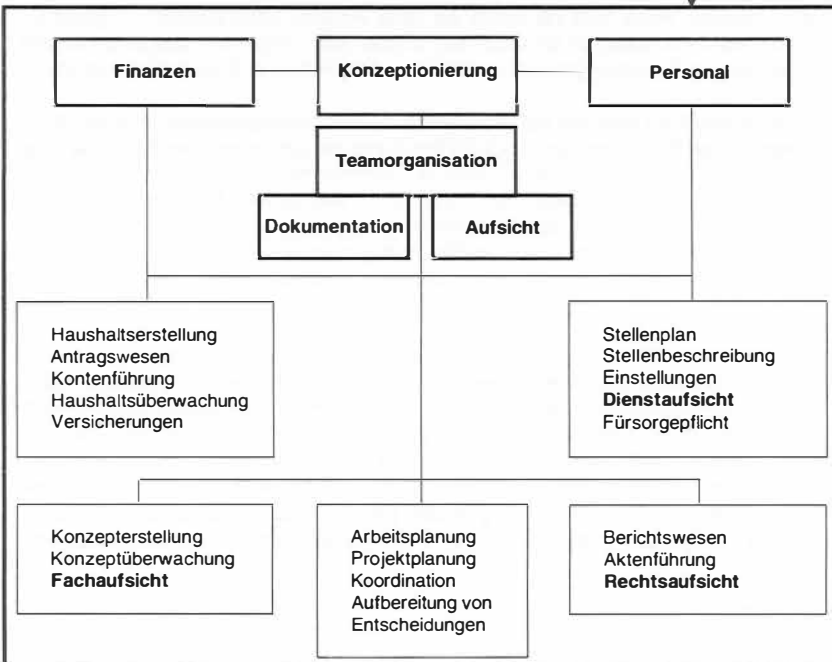 Finanzen
Konzeptionierung
Personal
Teamorganisation
Dokumentation
Aufsicht
Haushaltserstellung
Antragswesen
Kontenführung
Haushaltsüberwachung
Versicherungen
Stellenplan
Stellenbeschreibung
Einstellungen
Dienstaufsicht
Fürsorgepflicht
Konzepterstellung
Konzeptüberwachung
Fachaufsicht
Arbeitsplanung
Projektplanung
Koordination
Aufbereitung von
Entscheidungen
Berichtswesen
Aktenführung
Rechtsaufsicht